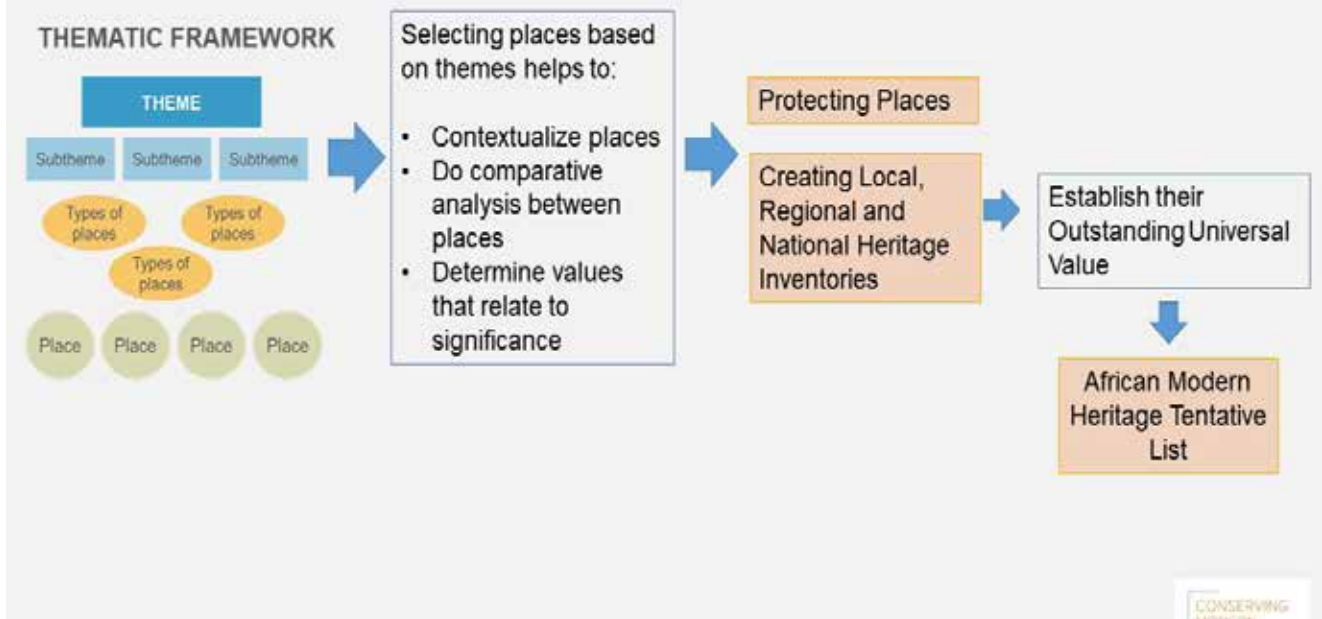 THEMATIC FRAMEWORK
THEME
Subtheme
Subtheme
Subtheme
Types of
places
Types of
places
Types of
places
Place
Place
Place
Place
Selecting places based
on themes helps to:
• Contextualize places
• Do comparative
analysis between
places
• Determine values
that relate to
significance
Protecting Places
Creating Local,
Regional and
National Heritage
Inventories
Establish their
Outstanding Universal
Value
African Modern
Heritage Tentative
List
CONSERVING